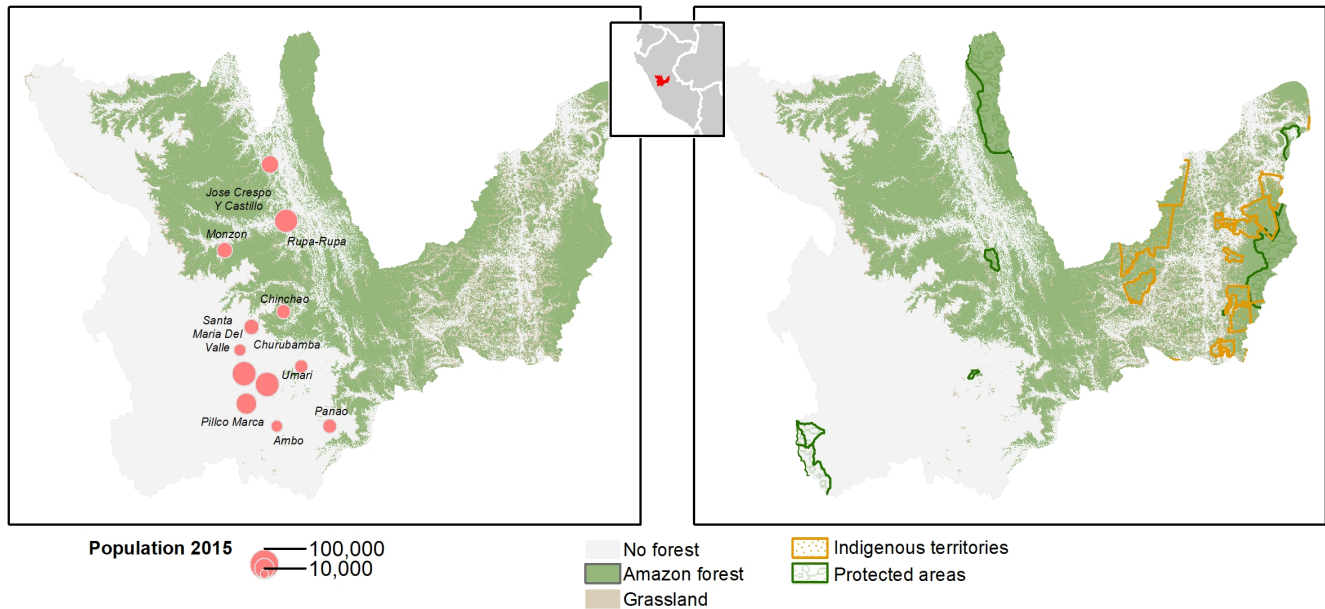 Jose Crespo
Y Castillo
Rupa-Rupa
Monzon
Chinchao
Santa
Maria Del
Valle
Churubamba
Umari
Pillco Marca
Panao
Ambo
Population 2015
100,000
10,000
No forest
Amazon forest
Grassland
Indigenous territories
Protected areas